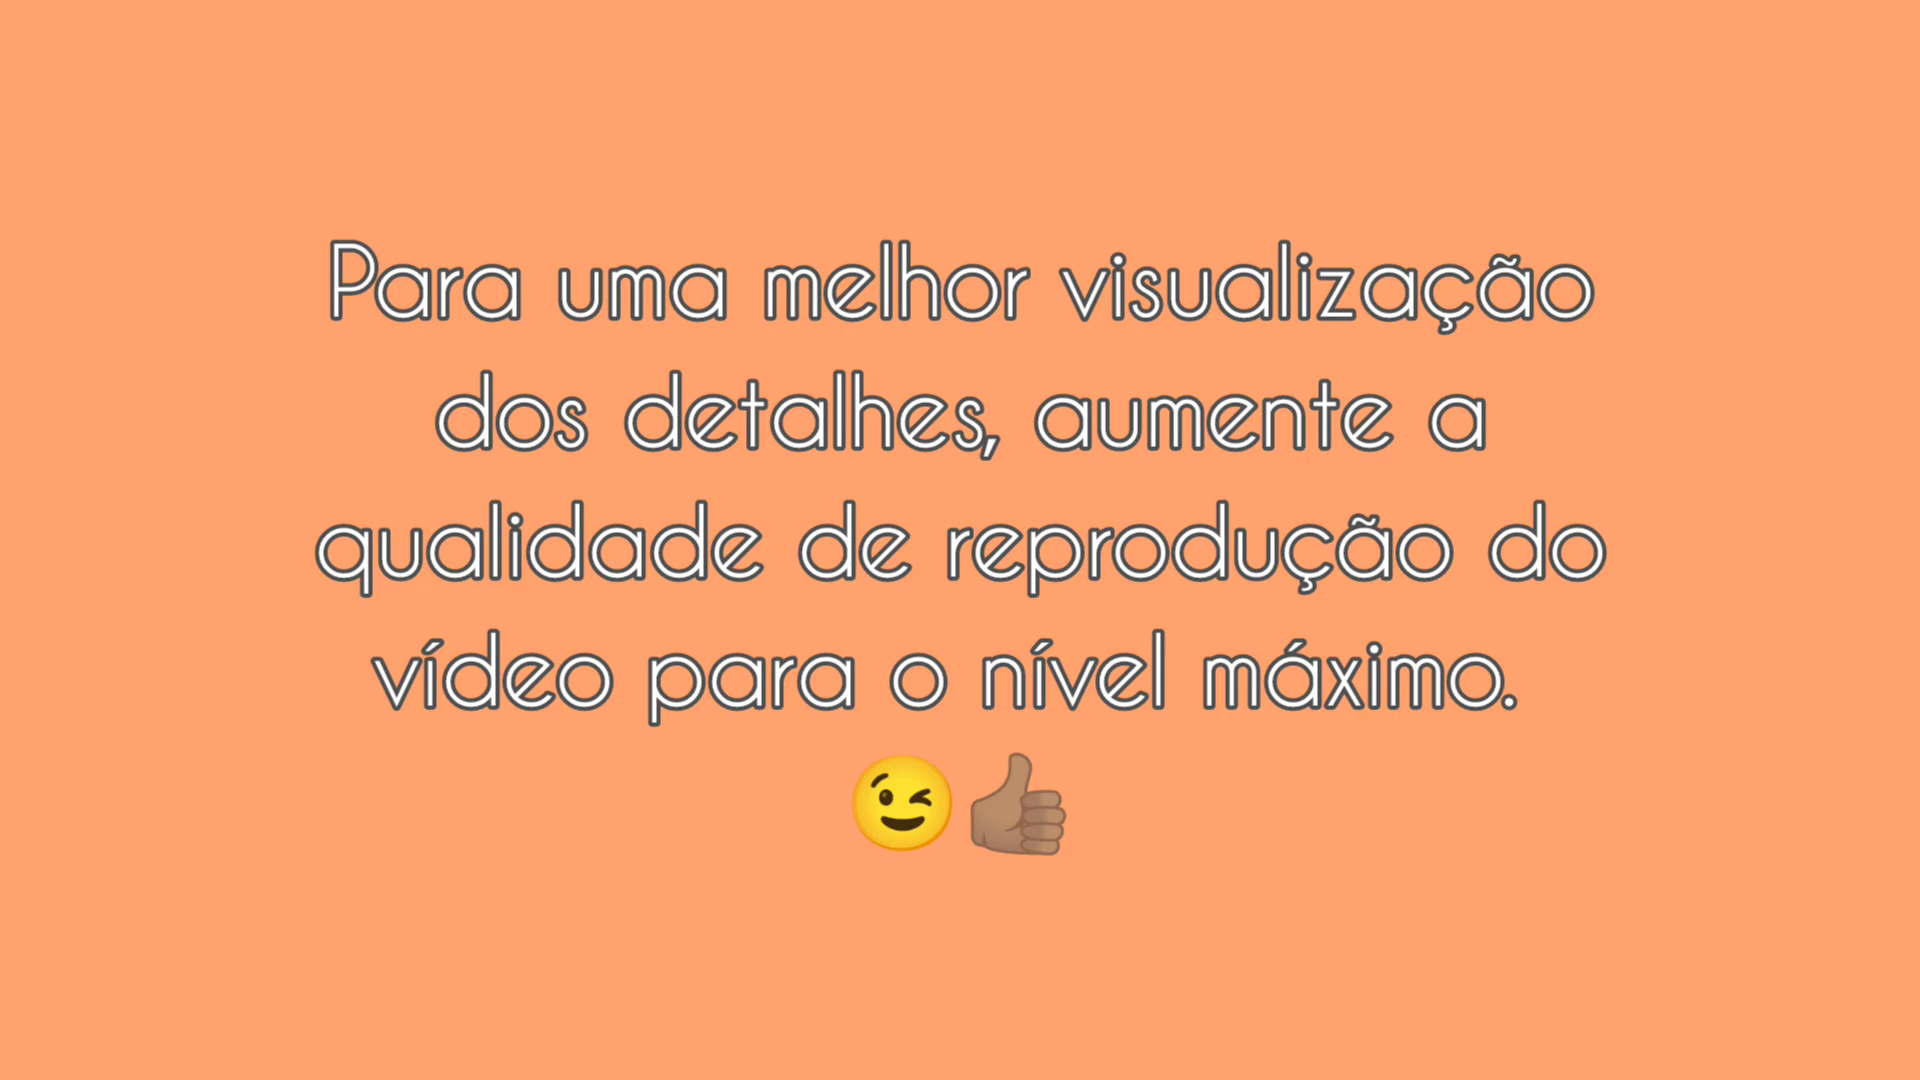 Para uma melhor visualização
dos detalhes, aumente a
qualidade de reprodução do
vídeo para o nível máximo.
😉👍🏽